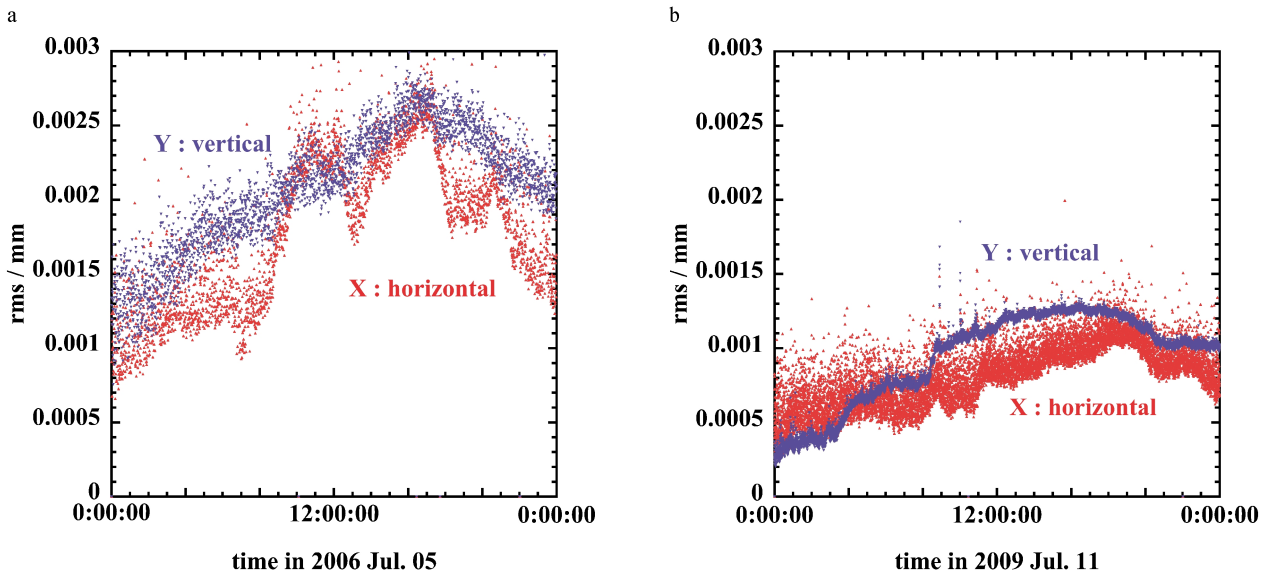 a
0.003
0.0025
0.002
0.0015
0.001
0.0005
0
rms / mm
Y : vertical
X : horizontal
0:00:00
12:00:00
0:00:00
time in 2006 Jul. 05
b
0.003
0.0025
0.002
0.0015
0.001
0.0005
0
rms / mm
Y : vertical
X : horizontal
0:00:00
12:00:00
0:00:00
time in 2009 Jul. 11